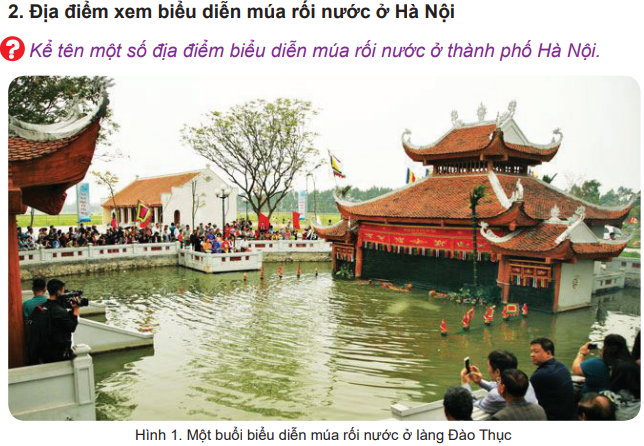 2. Địa điểm xem biểu diễn múa rối nước ở Hà Nội
? Kể tên một số địa điểm biểu diễn múa rối nước ở thành phố Hà Nội.
Hình 1. Một buổi biểu diễn múa rối nước ở làng Đào Thục